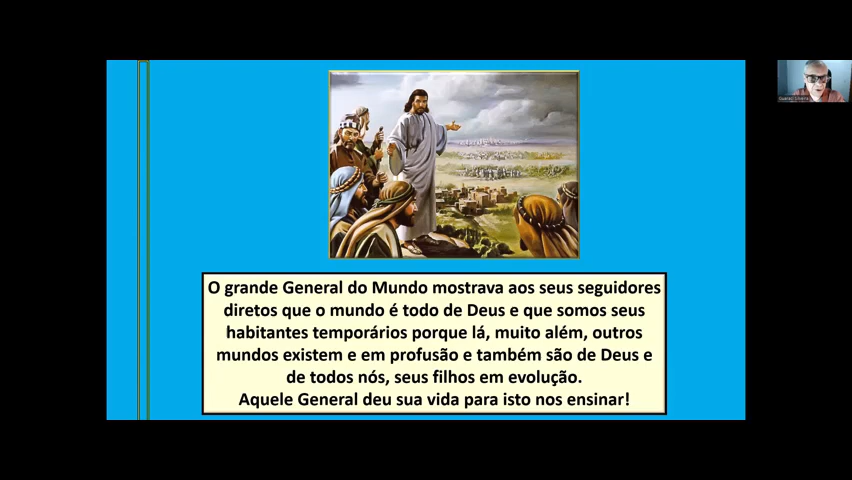 O grande General do Mundo mostrava aos seus seguidores
diretos que o mundo é todo de Deus e que somos seus
habitantes temporários porque lá, muito além, outros
mundos existem e em profusão e também são de Deus e
de todos nós, seus filhos em evolução.
Aquele General deu sua vida para isto nos ensinar!